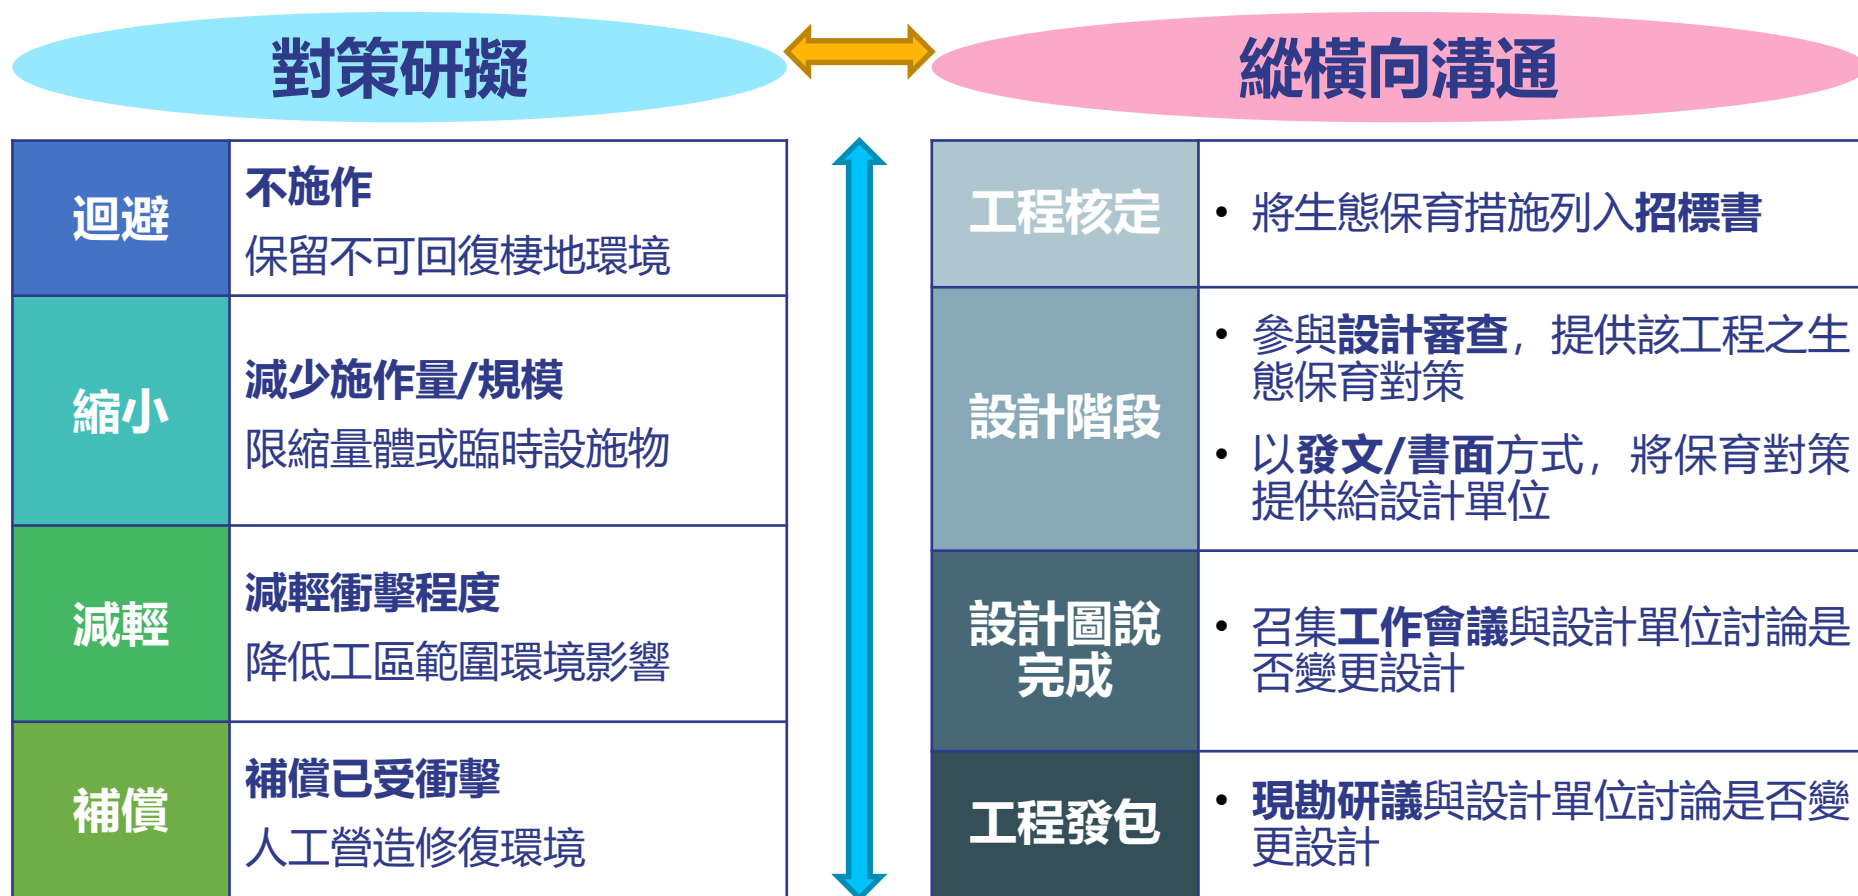 對策研擬
縱橫向溝通
迴避
不施作
保留不可回復棲地環境
縮小
減少施作量/規模
限縮量體或臨時設施物
減輕
減輕衝擊程度
降低工區範圍環境影響
補償
補償已受衝擊
人工營造修復環境
工程核定
• 將生態保育措施列入招標書
設計階段
• 參與設計審查，提供該工程之生
態保育對策
• 以發文/書面方式，將保育對策
提供給設計單位
設計圖說
完成
• 召集工作會議與設計單位討論是
否變更設計
工程發包
• 現勘研議與設計單位討論是否變
更設計